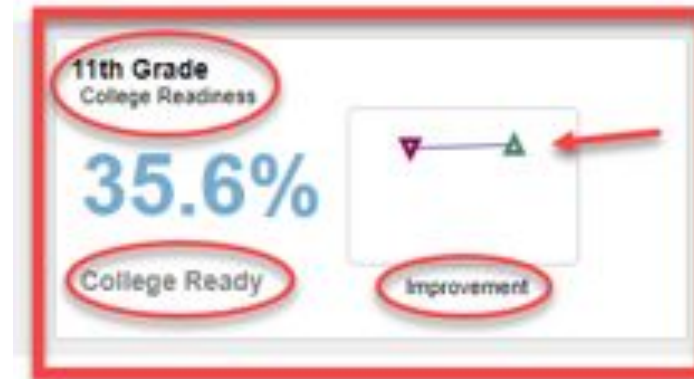 11th Grade
College Readiness
35.6%
College Ready
Improvement